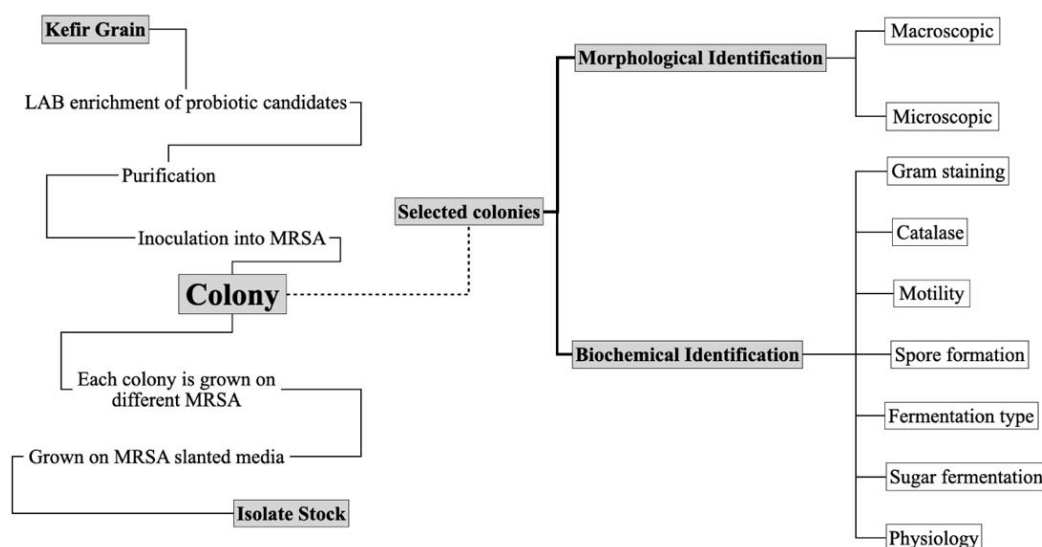 Kefir Grain
LAB enrichment of probiotic candidates
Purification
Inoculation into MRSA
Colony
Each colony is grown on
different MRSA
Grown on MRSA slanted media
Isolate Stock
Selected colonies
Morphological Identification
Macroscopic
Microscopic
Biochemical Identification
Gram staining
Catalase
Motility
Spore formation
Fermentation type
Sugar fermentation
Physiology